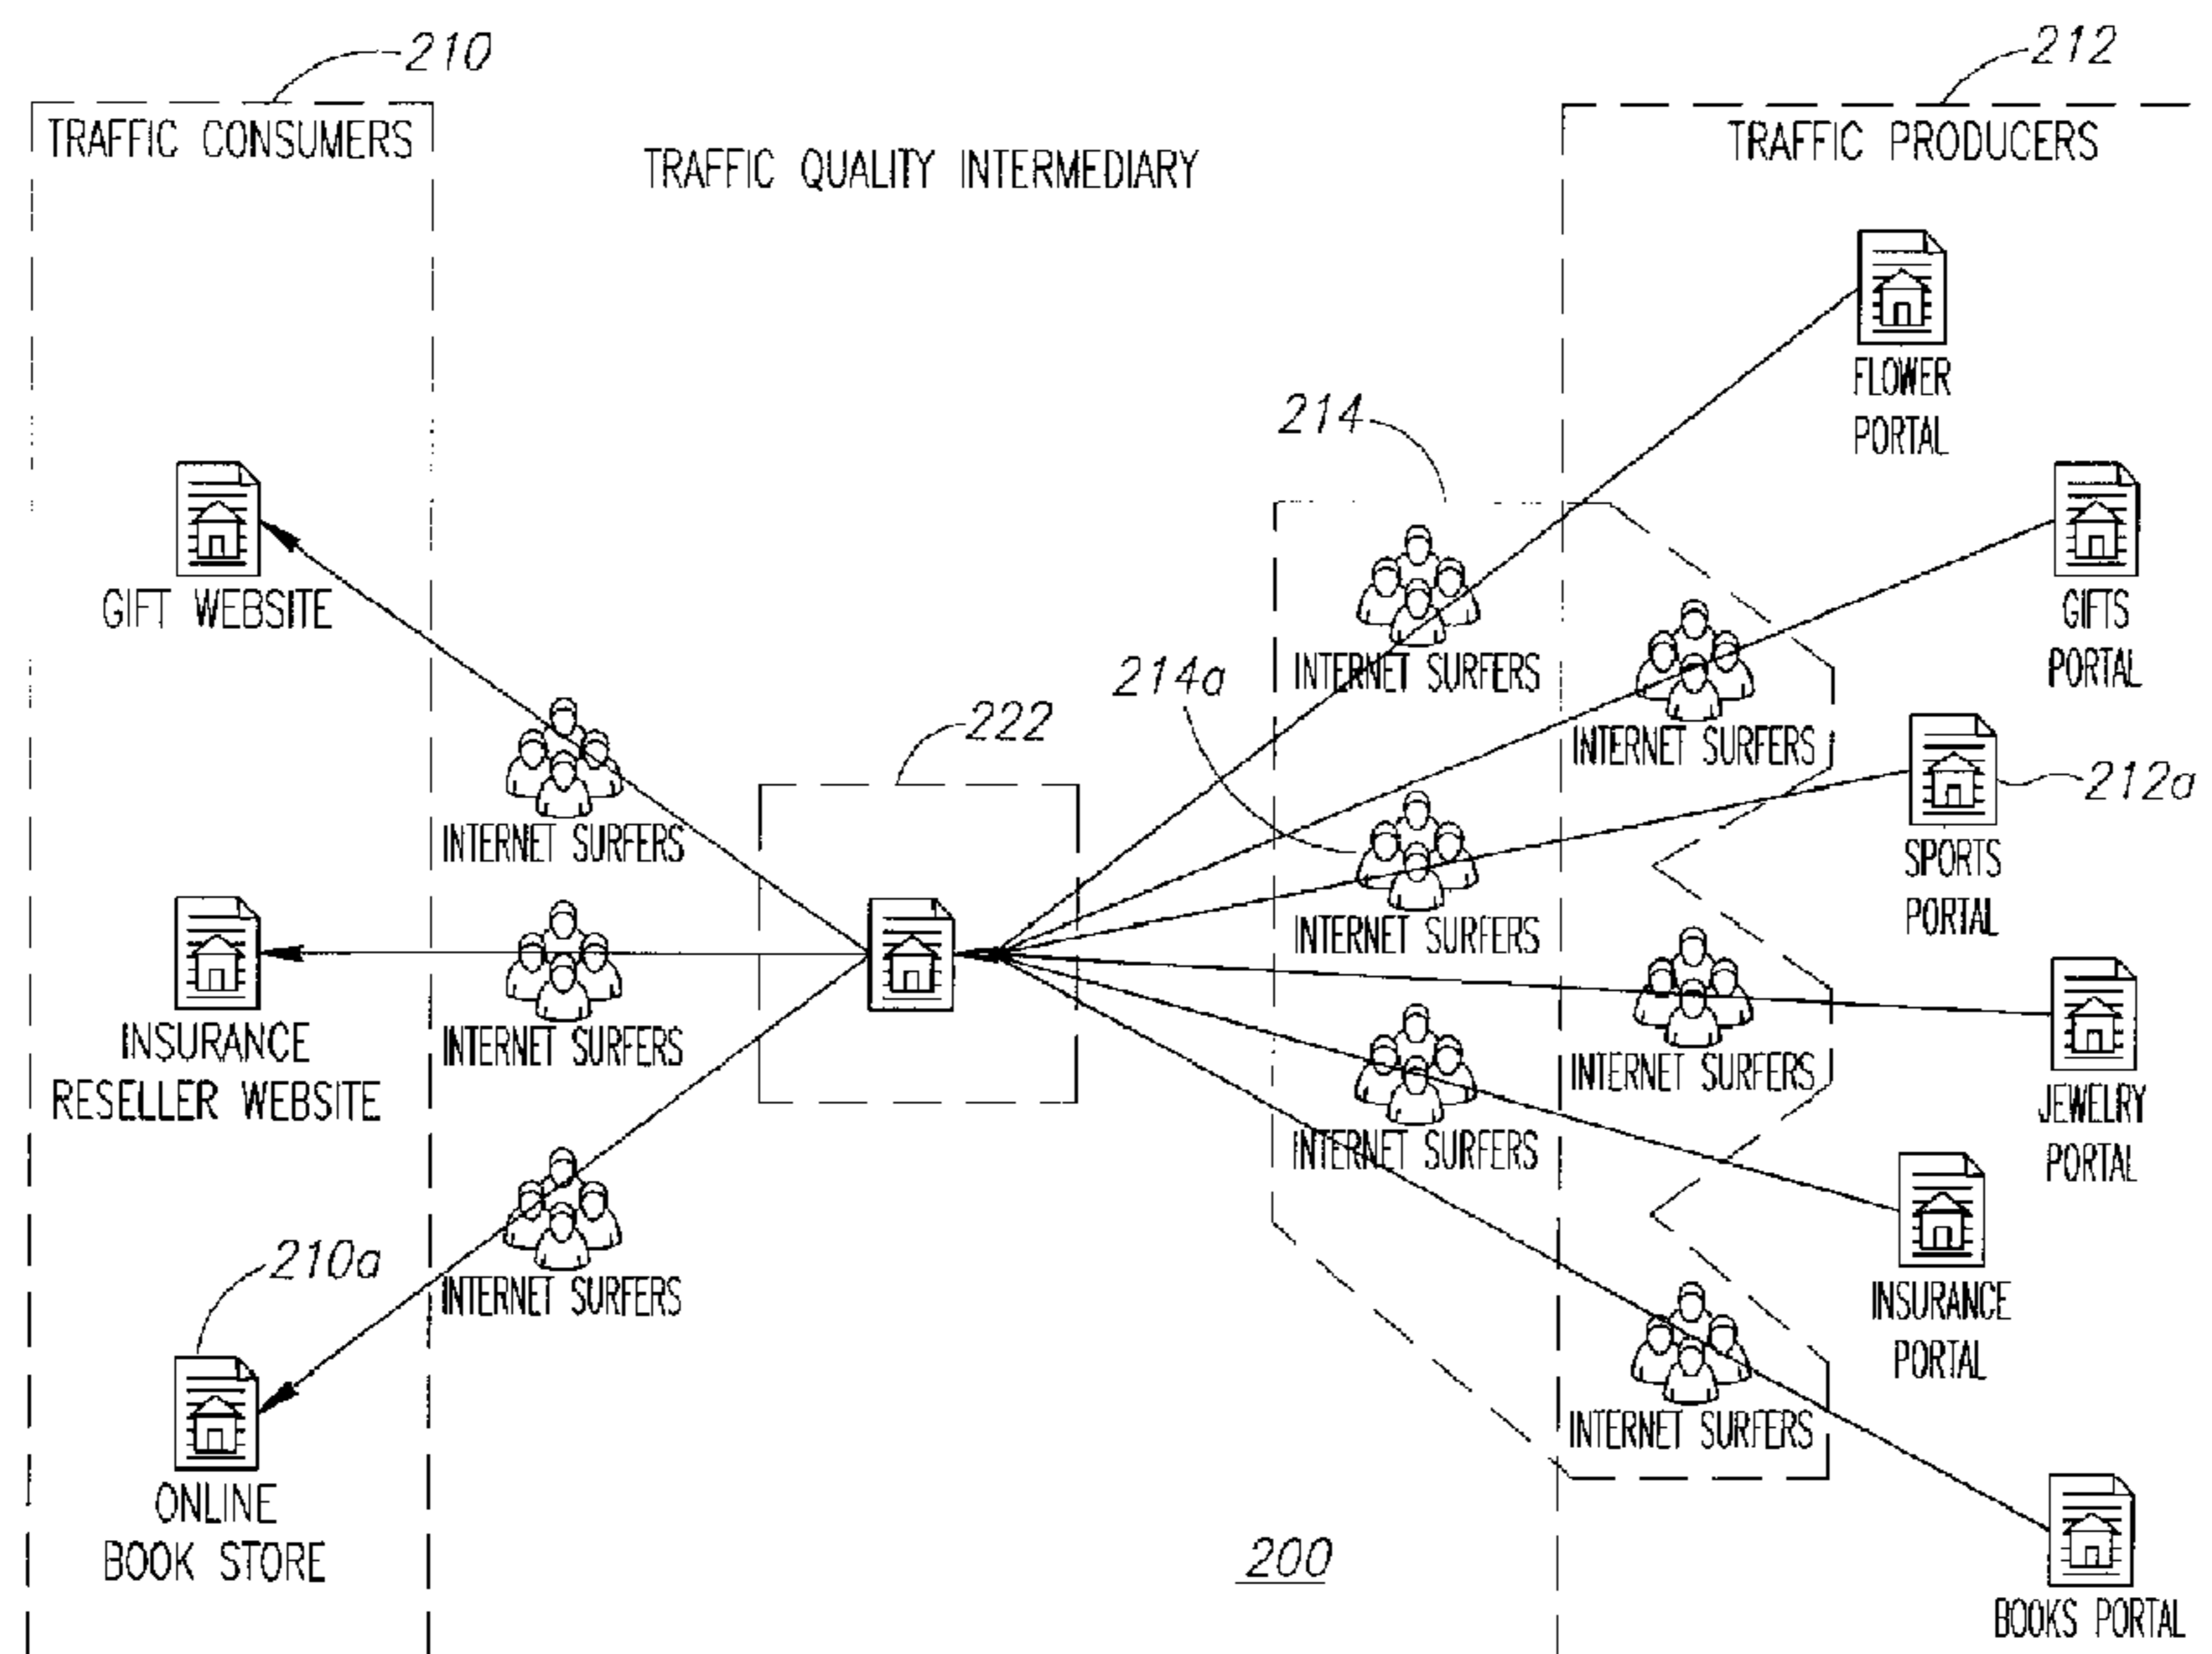 210
212
TRAFFIC CONSUMERS
TRAFFIC QUALITY INTERMEDIARY
TRAFFIC PRODUCERS
FLOWER
PORTAL
214
GIFT WEBSITE
GIFTS
PORTAL
INTERNET SURFERS
214a
222
INTERNET SURFERS
212a
INTERNET SURFERS
SPORTS
PORTAL
INTERNET SURFERS
INSURANCE
RESELLER WEBSITE
INTERNET SURFERS
INTERNET SURFERS
JEWELRY
PORTAL
INTERNET SURFERS
210a
INTERNET SURFERS
INSURANCE
PORTAL
INTERNET SURFERS
ONLINE
BOOK STORE
200
BOOKS PORTAL